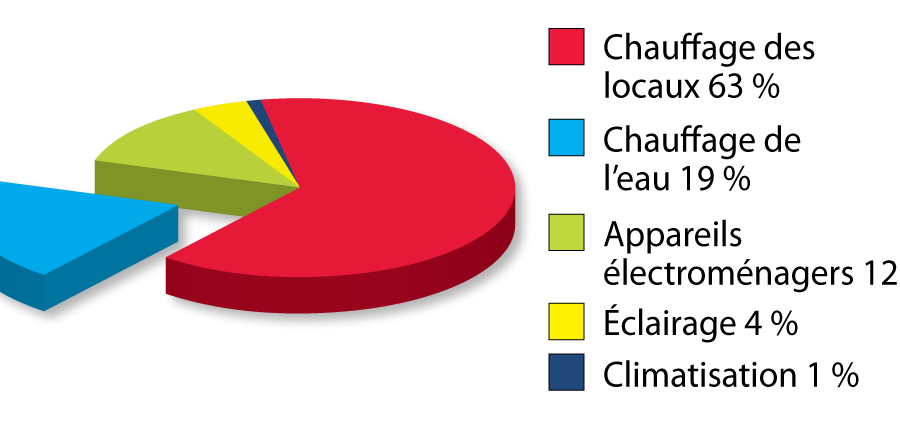 Chauffage des
locaux 63 %
Chauffage de
l'eau 19 %
Appareils
électroménagers 12
Éclairage 4 %
Climatisation 1 %